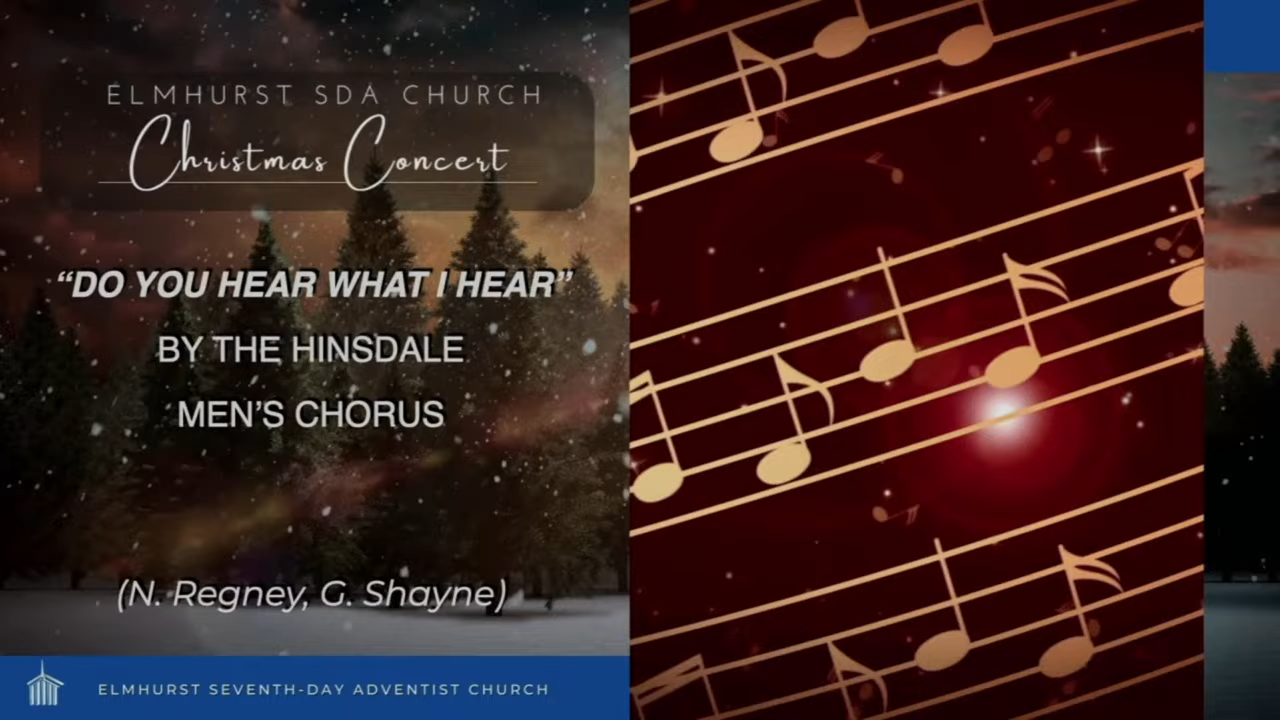 ELMHURST SDA CHURCH
Christmas Concert
“DO YOU HEAR WHAT I HEAR”
BY THE HINSDALE
MEN’S CHORUS
(N. Regney, G. Shayne)
ELMHURST SEVENTH-DAY ADVENTIST CHURCH